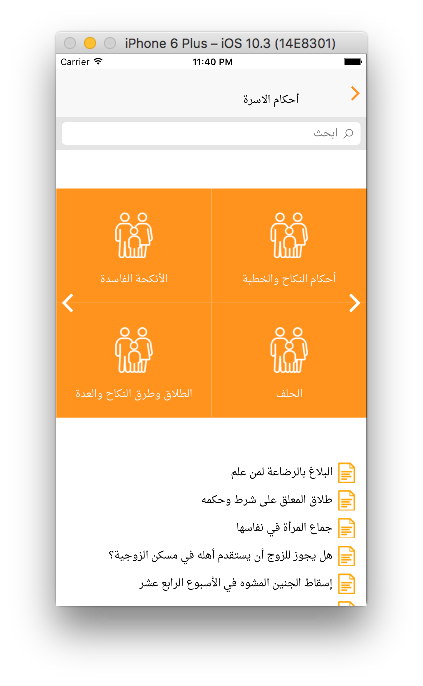 iPhone 6 Plus – iOS 10.3 (14E8301)
Carrier 11:40 PM
أحكام الاسرة
ابحث
أحكام النكاح والخطبة
الأنكحة الفاسدة
الحلف
الطلاق وطرق النكاح والعدة
البلاغ بالرضاعة لمن علم
طلاق المعلق على شرط وحكمه
جماع المرأة في نفاسها
هل يجوز للزوج أن يستقدم أهله في مسكن الزوجية؟
إسقاط الجنين المشوه في الأسبوع الرابع عشر